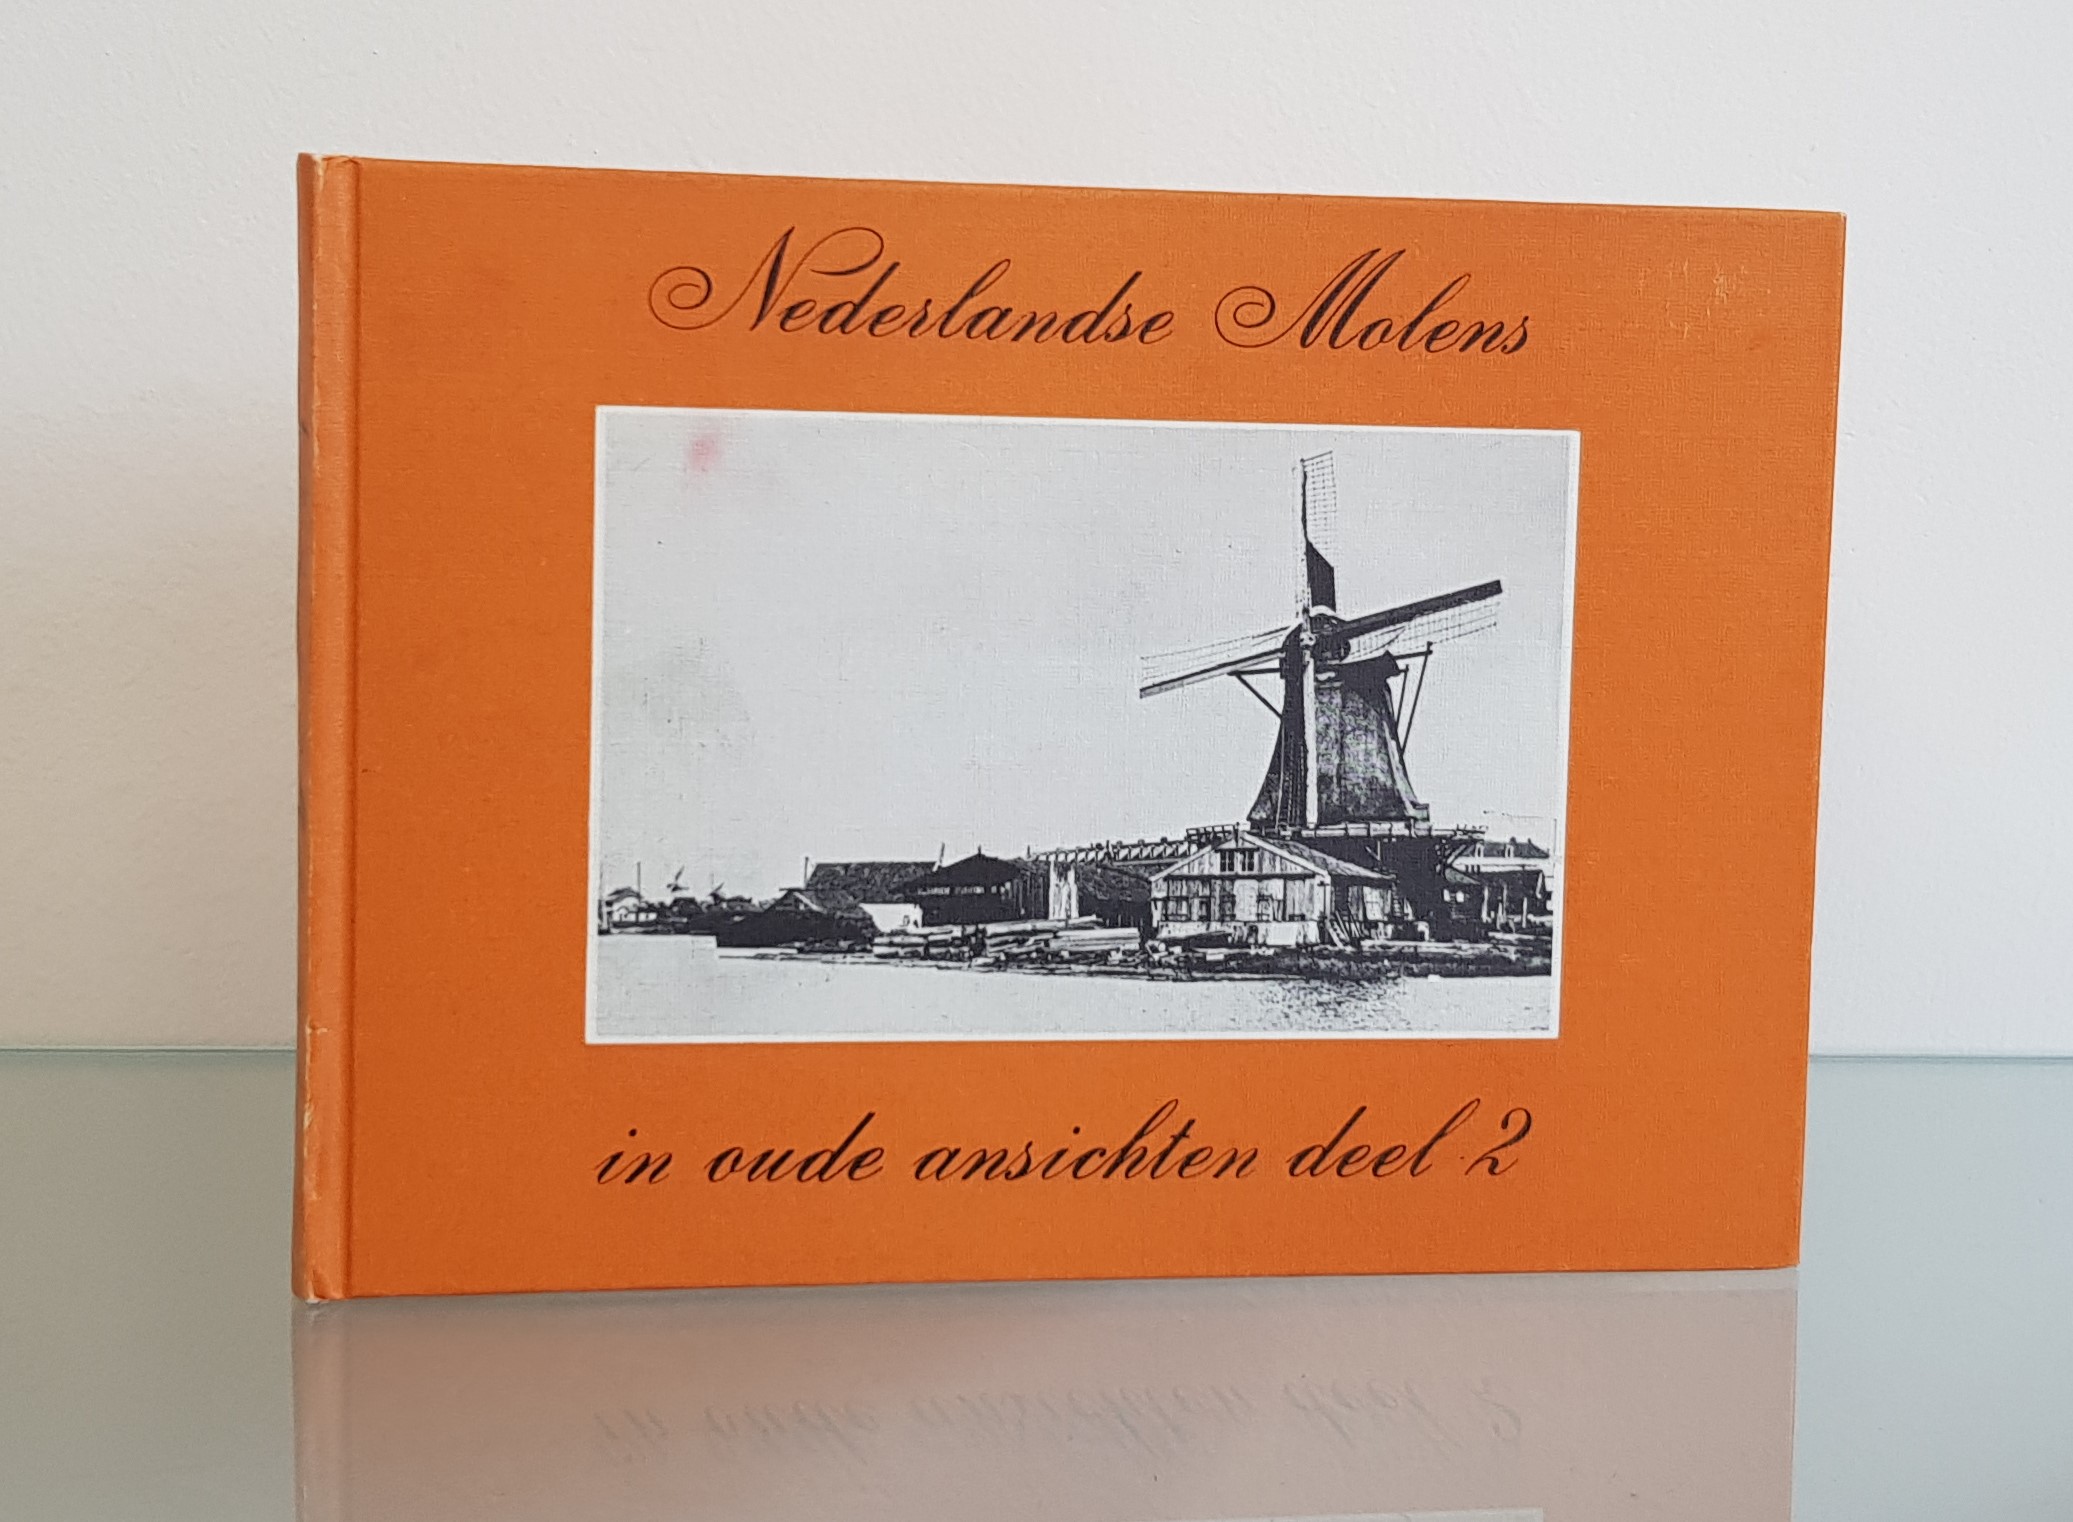 Nederlandse Molens
in oude ansichten deel 2